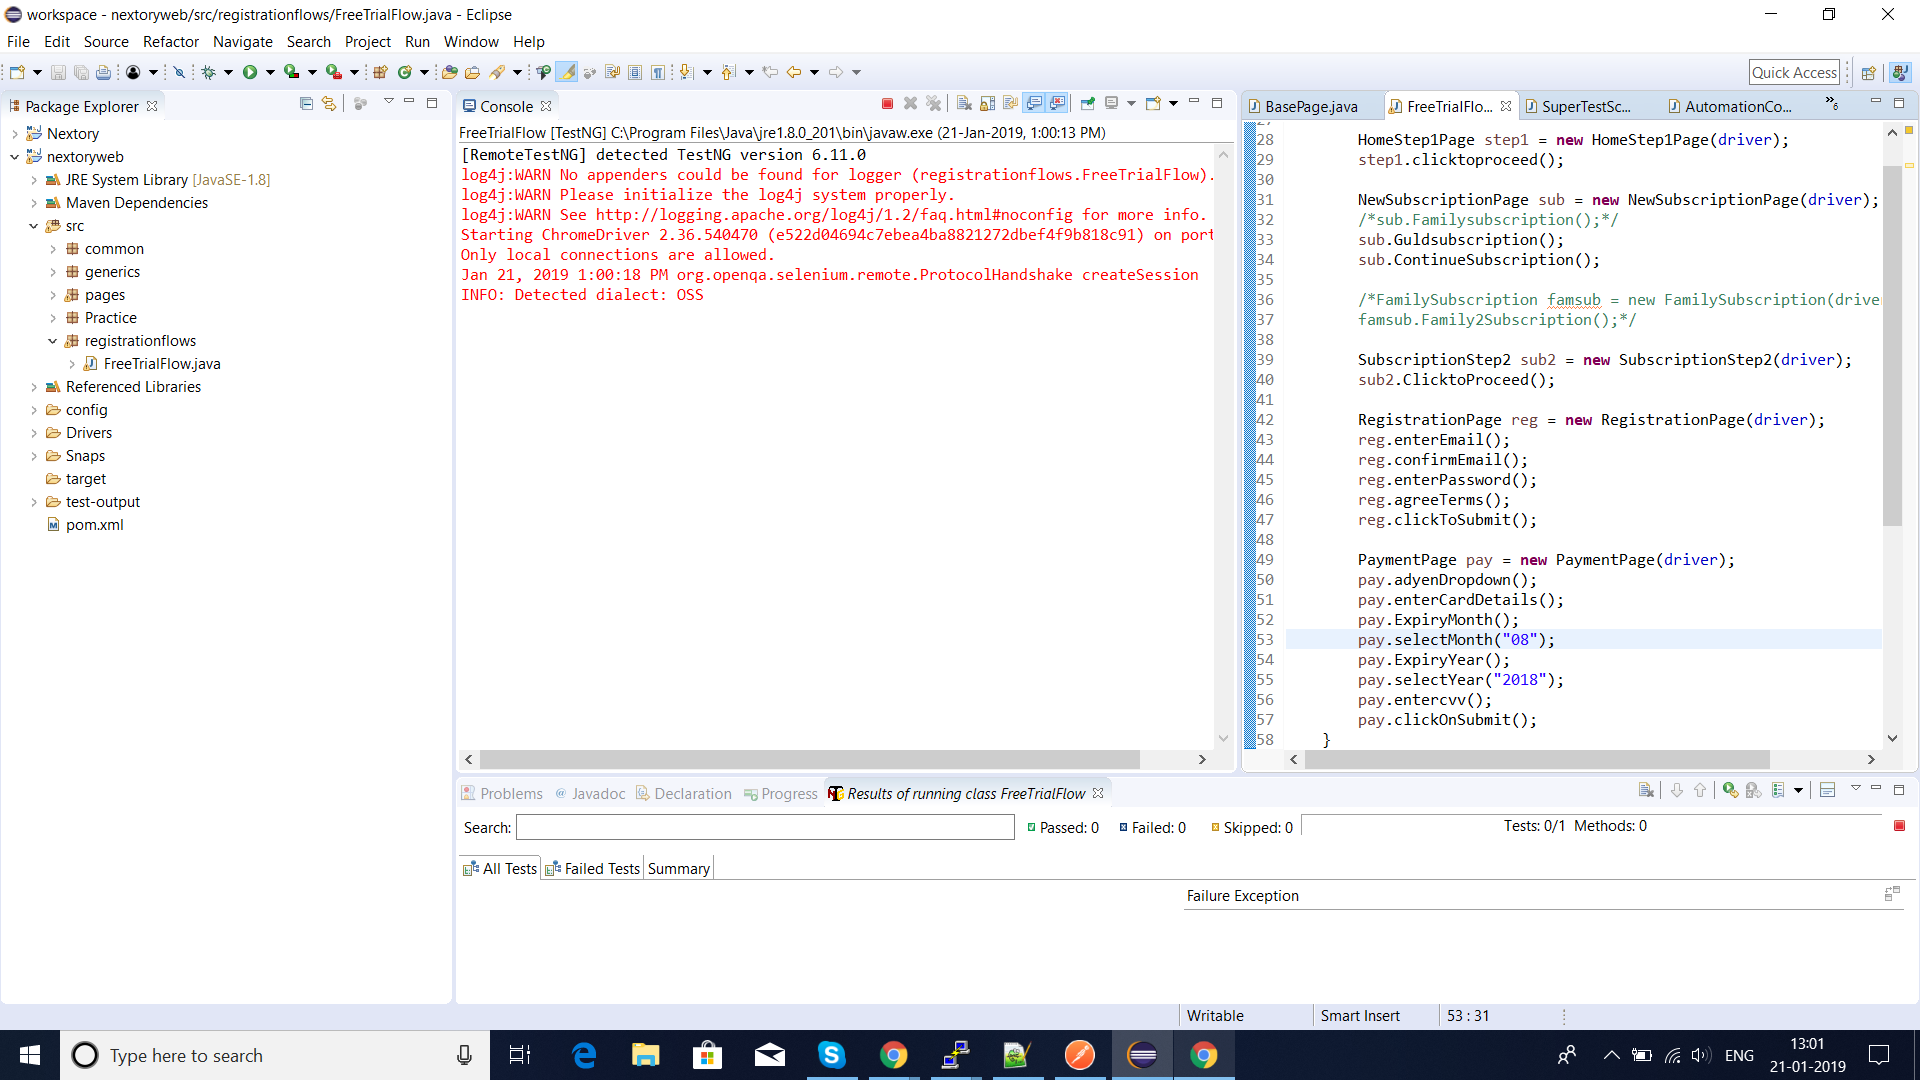 workspace - nextoryweb/src/registrationflows/FreeTrialFlow.java - Eclipse
File Edit Source Refactor Navigate Search Project Run Window Help
Quick Access
Package Explorer
Nextory
nextoryweb
JRE System Library [JavaSE-1.8]
Maven Dependencies
src
common
generics
pages
Practice
registrationflows
FreeTrialFlow.java
Referenced Libraries
config
Drivers
Snaps
target
test-output
pom.xml
Console
FreeTrialFlow [TestNG] C:\Program Files\Java\jre1.8.0_201\bin\javaw.exe (21-Jan-2019, 1:00:13 PM)
[RemoteTestNG] detected TestNG version 6.11.0
log4j:WARN No appenders could be found for logger (registrationflows.FreeTrialFlow).
log4j:WARN Please initialize the log4j system properly.
log4j:WARN See http://logging.apache.org/log4j/1.2/faq.html#noconfig for more info.
Starting ChromeDriver 2.36.540470 (e522d04694c7ebea4ba8821272dbef4f9b818c91) on port
Only local connections are allowed.
Jan 21, 2019 1:00:18 PM org.openqa.selenium.remote.ProtocolHandshake createSession
INFO: Detected dialect: OSS
BasePage.java FreeTrialFlo... SuperTestSc... AutomationCo... »6
28 HomeStep1Page step1 = new HomeStep1Page(driver);
29 step1.clicktoproceed();
30
31 NewSubscriptionPage sub = new NewSubscriptionPage(driver);
32 /*sub.Familysubscription();*/
33 sub.Guldsubscription();
34 sub.ContinueSubscription();
35
36 /*FamilySubscription famsub = new FamilySubscription(drive
37 famsub.Family2Subscription();*/
38
39 SubscriptionStep2 sub2 = new SubscriptionStep2(driver);
40 sub2.ClicktoProceed();
41
42 RegistrationPage reg = new RegistrationPage(driver);
43 reg.enterEmail();
44 reg.confirmEmail();
45 reg.enterPassword();
46 reg.agreeTerms();
47 reg.clickToSubmit();
48
49 PaymentPage pay = new PaymentPage(driver);
50 pay.adyenDropdown();
51 pay.enterCardDetails();
52 pay.ExpiryMonth();
53 pay.selectMonth("08");
54 pay.ExpiryYear();
55 pay.selectYear("2018");
56 pay.entercvv();
57 pay.clickOnSubmit();
58 }
Problems @ Javadoc Declaration Progress Results of running class FreeTrialFlow
Search: Passed: 0 Failed: 0 Skipped: 0 Tests: 0/1 Methods: 0
All Tests Failed Tests Summary
Failure Exception
Writable Smart Insert 53 : 31
Type here to search
ENG
13:01
21-01-2019